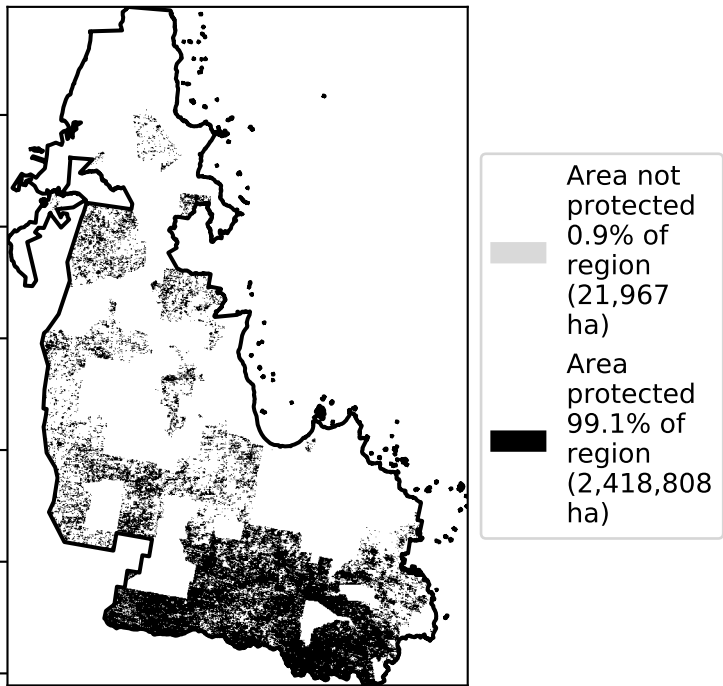 Area not
protected
0.9% of
region
(21,967
ha)
Area
protected
99.1% of
region
(2,418,808
ha)